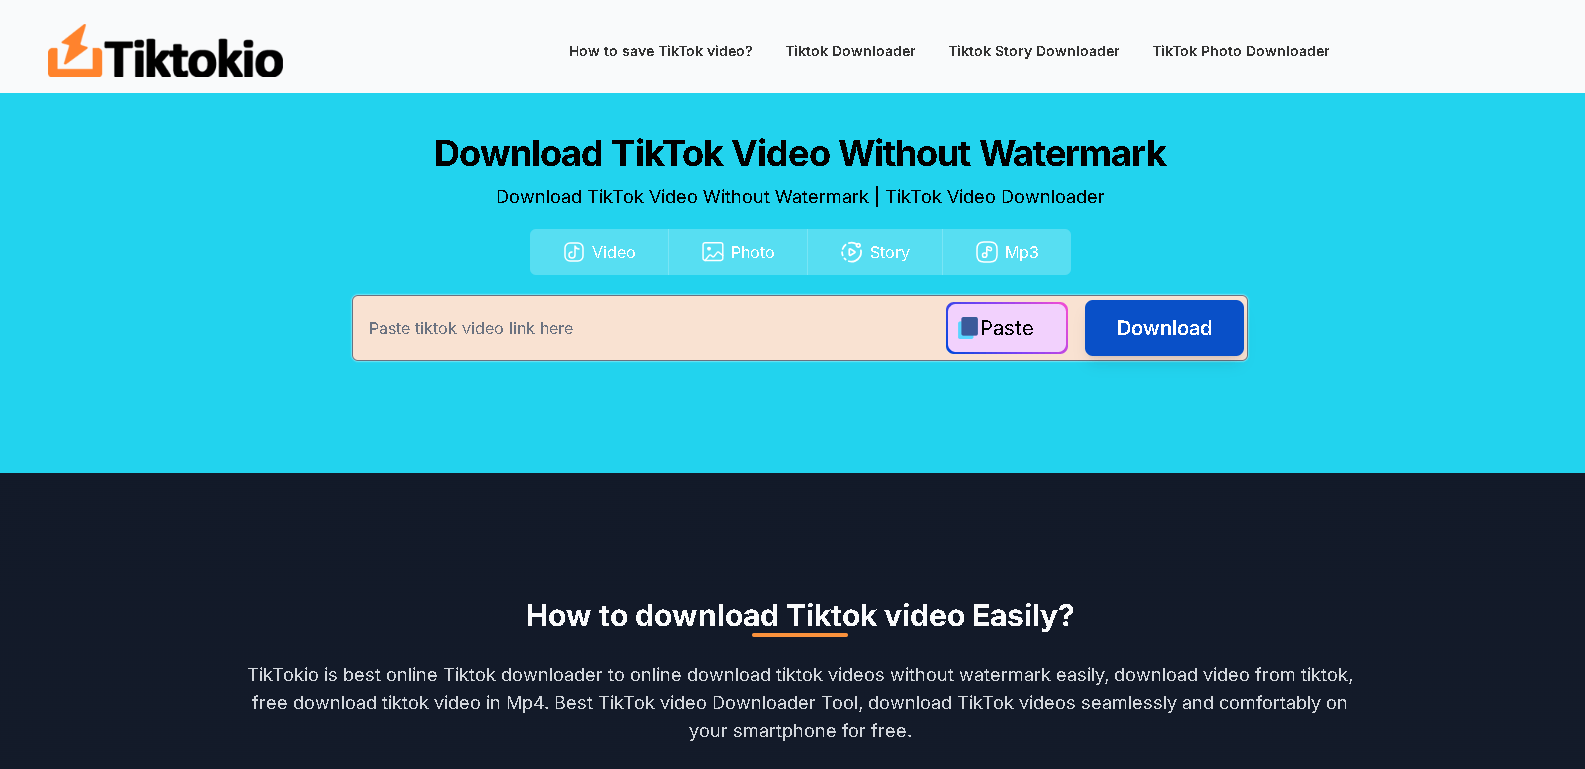 Tiktokio
How to save TikTok video?
Tiktok Downloader
Tiktok Story Downloader
TikTok Photo Downloader
Download TikTok Video Without Watermark
Download TikTok Video Without Watermark | TikTok Video Downloader
Video
Photo
Story
Mp3
Paste tiktok video link here
Paste
Download
How to download Tiktok video Easily?
TikTokio is best online Tiktok downloader to online download tiktok videos without watermark easily, download video from tiktok,
free download tiktok video in Mp4. Best TikTok video Downloader Tool, download TikTok videos seamlessly and comfortably on
your smartphone for free.